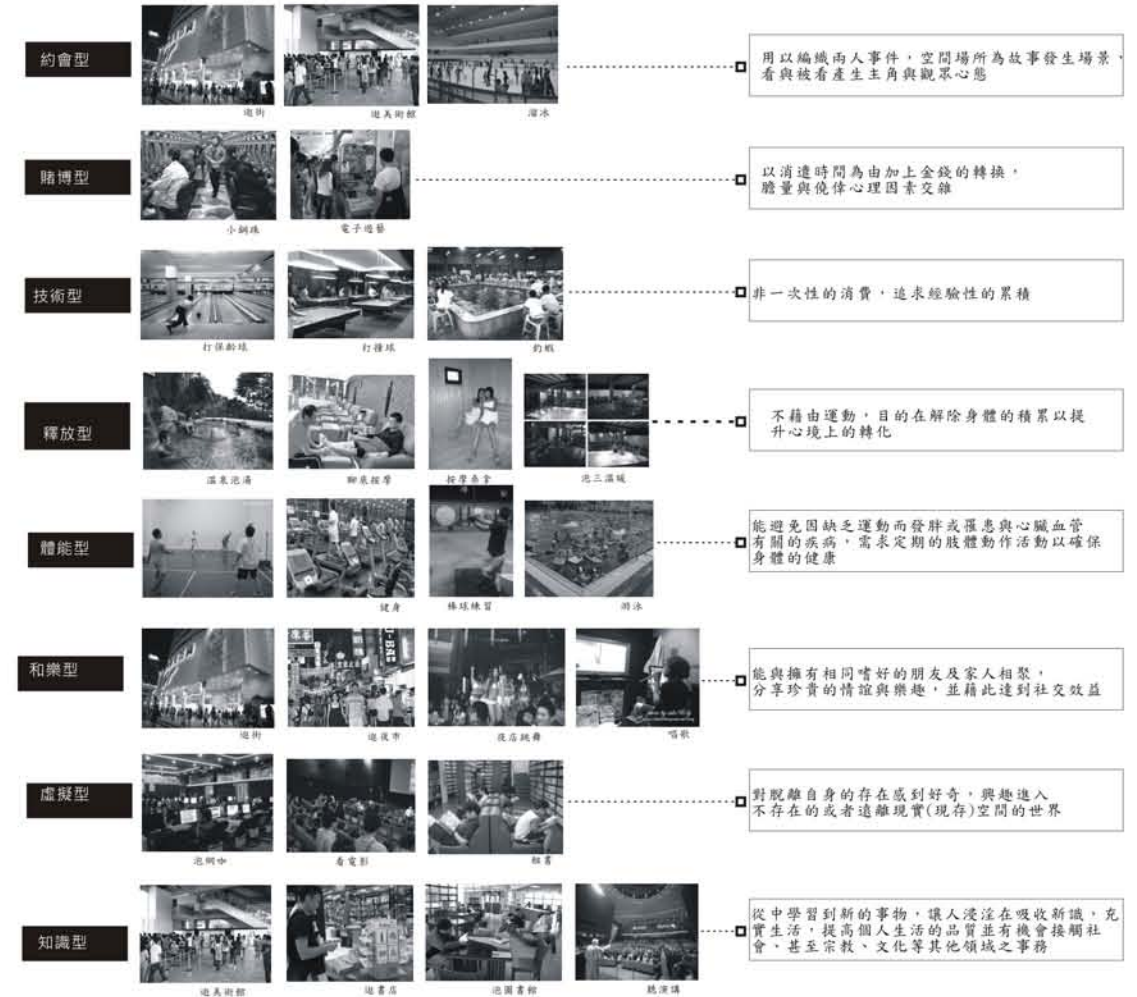 約會型
逛街
逛美術館
溜冰
用以編織兩人事件，空間場所為故事發生場景、
看與被看產生主角與觀眾心態
賭博型
小鋼珠
電子遊藝
以消遣時間為由加上金錢的轉換，
膽量與僥倖心理因素交雜
技術型
打保齡球
打撞球
釣蝦
非一次性的消費，追求經驗性的累積
釋放型
溫泉泡湯
腳底按摩
按摩桑拿
泡三溫暖
不藉由運動，目的在解除身體的積累以提
升心境上的轉化
體能型
健身
棒球練習
游泳
能避免因缺乏運動而發胖或罹患與心臟血管
有關的疾病，需求定期的肢體動作活動以確保
身體的健康
和樂型
逛街
逛夜市
夜店跳舞
唱歌
能與擁有相同嗜好的朋友及家人相聚，
分享珍貴的情誼與樂趣，並藉此達到社交效益
虛擬型
泡網咖
看電影
租書
對脫離自身的存在感到好奇，興趣進入
不存在的或者遠離現實(現存)空間的世界
知識型
逛美術館
逛書店
泡圖書館
聽演講
從中學習到新的事物，讓人浸淫在吸收新識，充
實生活，提高個人生活的品質並有機會接觸社
會、甚至宗教、文化等其他領域之事務